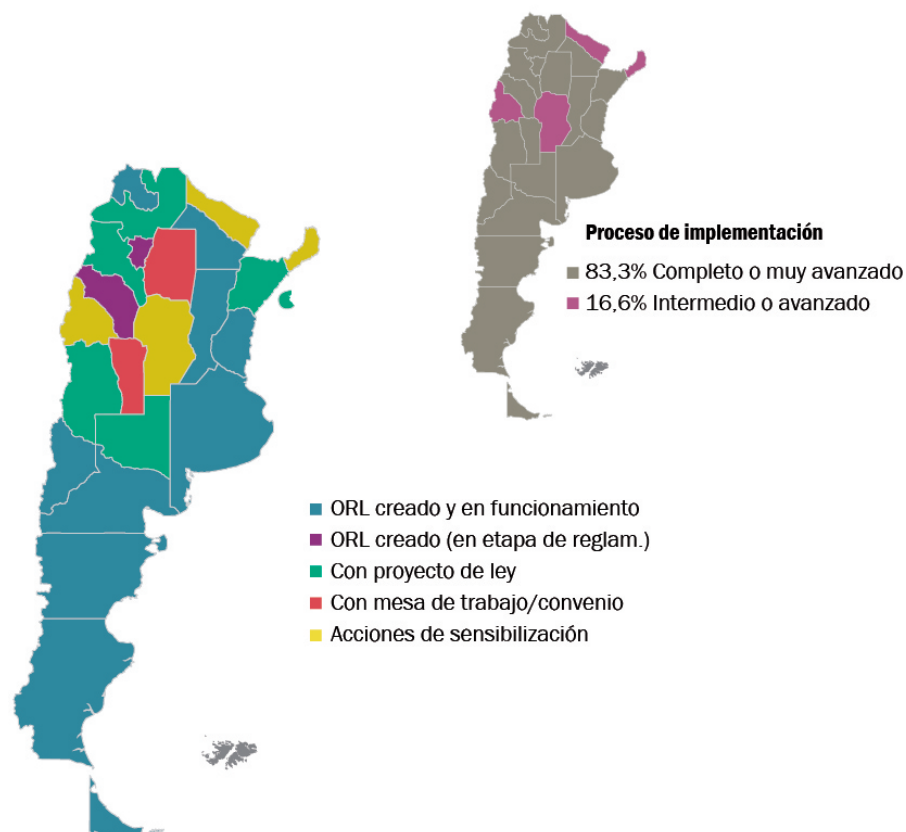 Proceso de implementación
83,3% Completo o muy avanzado
16,6% Intermedio o avanzado
ORL creado y en funcionamiento
ORL creado (en etapa de reglam.)
Con proyecto de ley
Con mesa de trabajo/convenio
Acciones de sensibilización